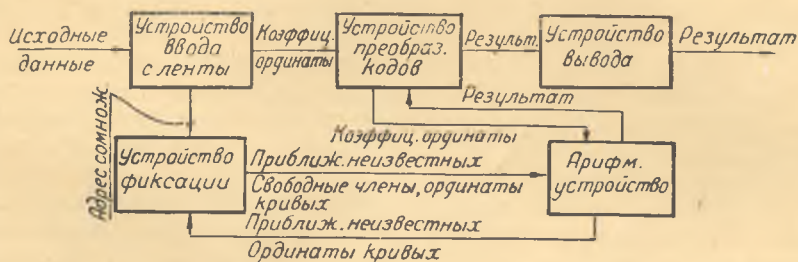 Исходные
данные
Устройство
ввода
с ленты
Коэффиц.
ординаты
Устройство
преобраз.
кодов
Результ.
Устройство
вывода
Результат
Результат
Коэффиц. ординаты
Адрес сомнож.
Устройство
фиксации
Приближ. неизвестных
Свободные члены, ординаты
кривых
Приближ. неизвестных
Ординаты кривых
Арифм.
устройство